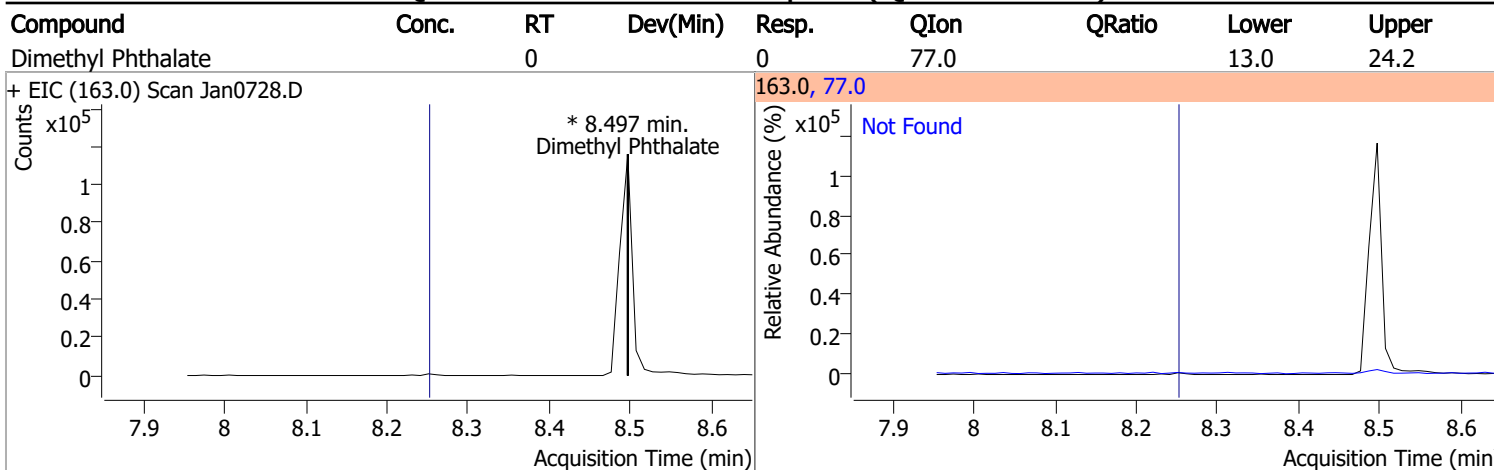 Compound Conc. RT Dev(Min) Resp. QIon QRatio Lower Upper
Dimethyl Phthalate 0 0 77.0 13.0 24.2
+ EIC (163.0) Scan Jan0728.D
Counts
x10^5
* 8.497 min.
Dimethyl Phthalate
1
0.8
0.6
0.4
0.2
0
7.9 8 8.1 8.2 8.3 8.4 8.5 8.6
Acquisition Time (min)
163.0, 77.0
Relative Abundance (%)
x10^5
Not Found
1
0.8
0.6
0.4
0.2
0
7.9 8 8.1 8.2 8.3 8.4 8.5 8.6
Acquisition Time (min